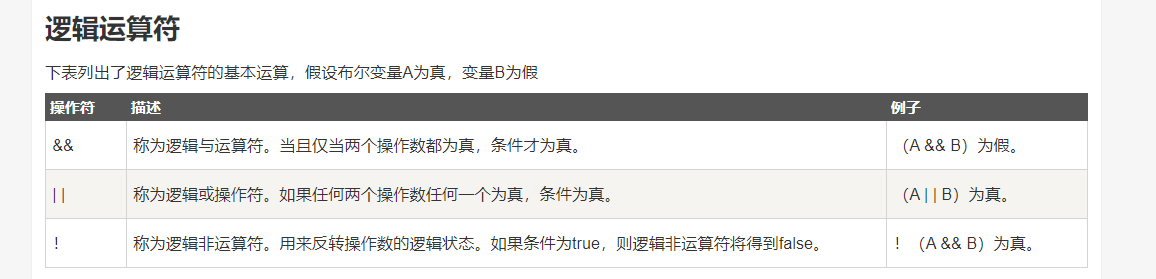 逻辑运算符
下表列出了逻辑运算符的基本运算，假设布尔变量A为真，变量B为假
操作符 描述 例子
&& 称为逻辑与运算符。当且仅当两个操作数都为真，条件才为真。 （A && B）为假。
| | 称为逻辑或操作符。如果任何两个操作数任何一个为真，条件为真。 （A | | B）为真。
！ 称为逻辑非运算符。用来反转操作数的逻辑状态。如果条件为true，则逻辑非运算符将得到false。 ！（A && B）为真。